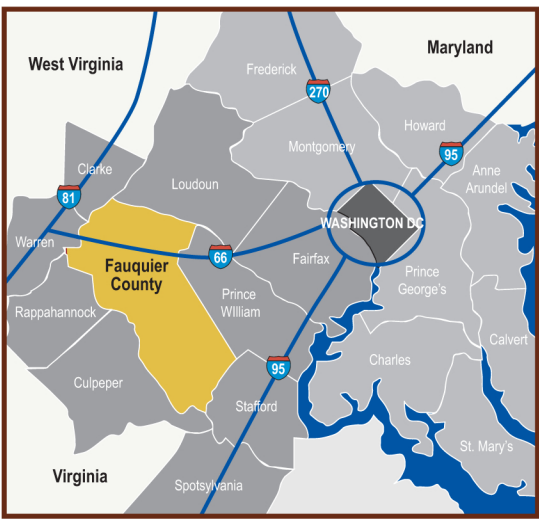 Maryland
West Virginia
Frederick
270
Howard
95
Montgomery
Anne
Arundel
Clarke
Loudoun
81
WASHINGTON DC
Warren
66
Fairfax
Fauquier
County
Prince
George's
Prince
WIlliam
Rappahannock
Calvert
Charles
95
Culpeper
Stafford
St. Mary's
Virginia
Spotsylvania